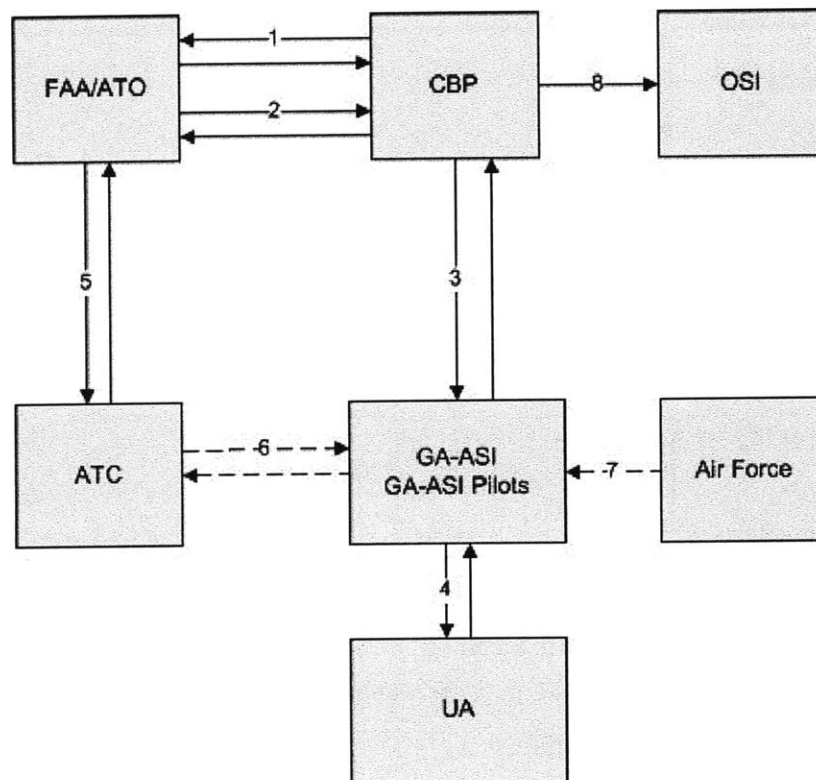 1
FAA/ATO
CBP
8
OSI
2
5
3
ATC
6
GA-ASI
GA-ASI Pilots
7
Air Force
4
UA